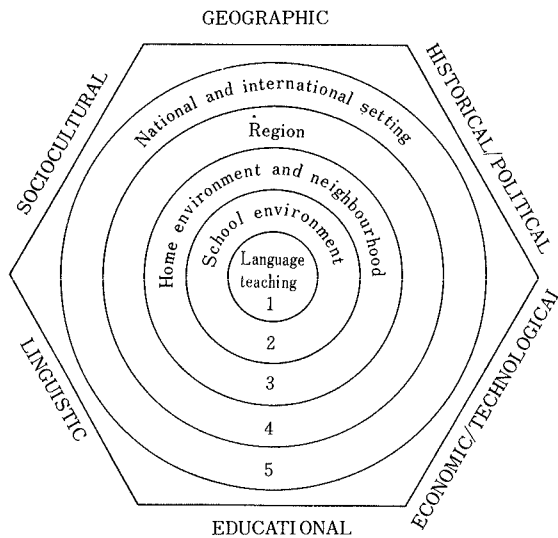 GEOGRAPHIC
SOCIOCULTURAL
HISTORICAL/POLITICAL
National and international setting
Region
Home environment and neighbourhood
School environment
Language
teaching
1
2
3
4
5
LINGUISTIC
ECONOMIC/TECHNOLOGICAL
EDUCATIONAL